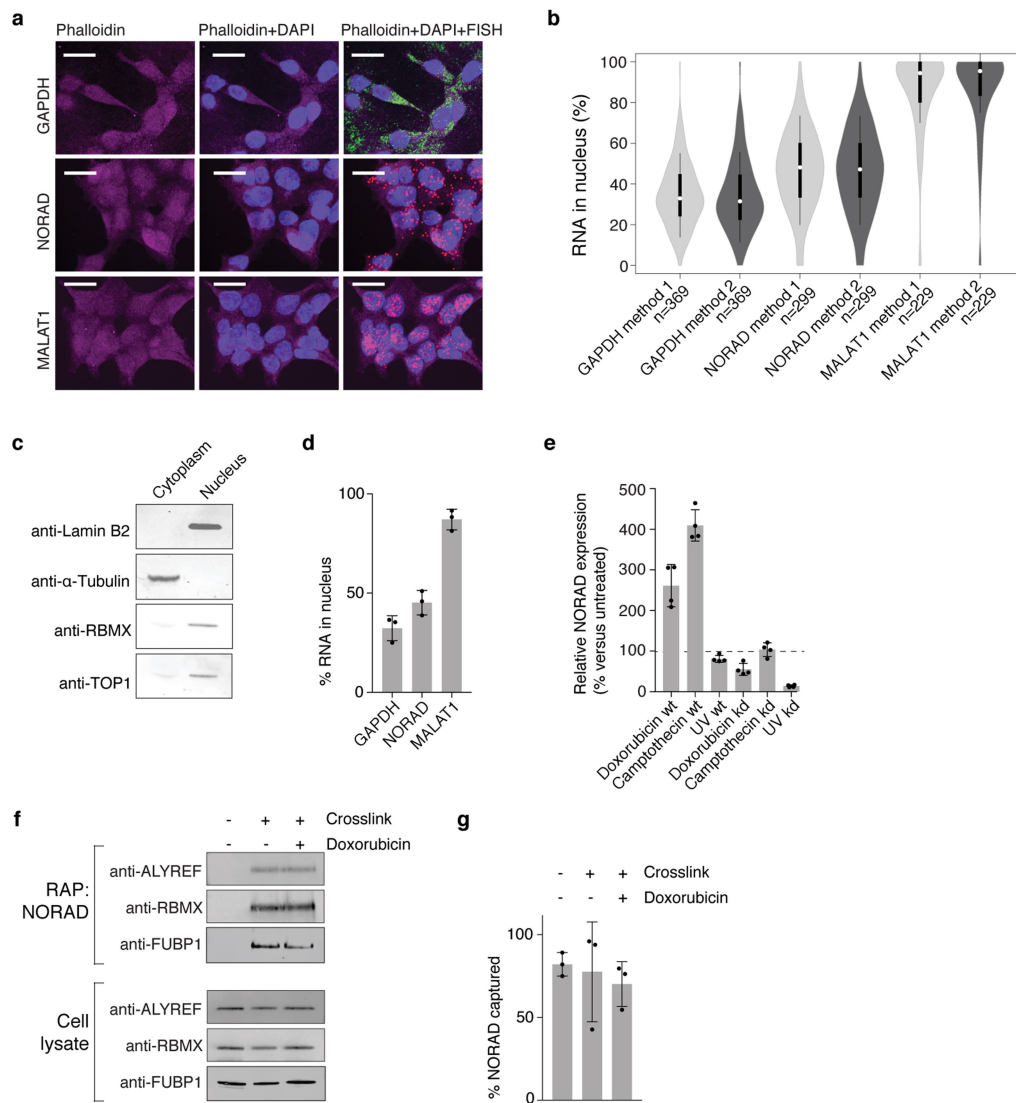 a
Phalloidin
Phalloidin+DAPI
Phalloidin+DAPI+FISH
GAPDH
NORAD
MALAT1
b
RNA in nucleus (%)
100
80
60
40
20
0
GAPDH method 1
n=369
GAPDH method 2
n=369
NORAD method 1
n=299
NORAD method 2
n=299
MALAT1 method 1
n=229
MALAT1 method 2
n=229
c
Cytoplasm
Nucleus
anti-Lamin B2
anti-α-Tubulin
anti-RBMX
anti-TOP1
d
% RNA in nucleus
100
50
0
GAPDH
NORAD
MALAT1
e
Relative NORAD expression
(% versus untreated)
500
400
300
200
100
0
Doxorubicin wt
Camptothecin wt
UV wt
Doxorubicin kd
Camptothecin kd
UV kd
f
- + + Crosslink
- - + Doxorubicin
RAP:
NORAD
anti-ALYREF
anti-RBMX
anti-FUBP1
Cell
lysate
anti-ALYREF
anti-RBMX
anti-FUBP1
g
- + + Crosslink
- - + Doxorubicin
% NORAD captured
100
50
0